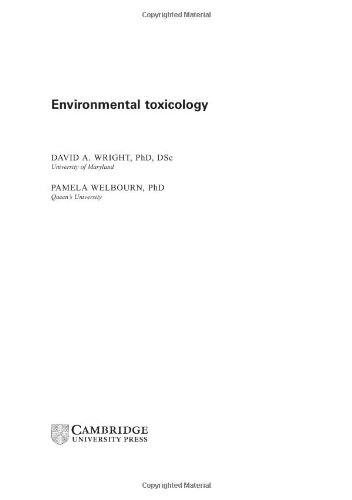 Copyrighted Material
Environmental toxicology
DAVID A. WRIGHT, PhD, DSc
University of Maryland
PAMELA WELBOURN, PhD
Queen's University
CAMBRIDGE
UNIVERSITY PRESS
Copyrighted Material